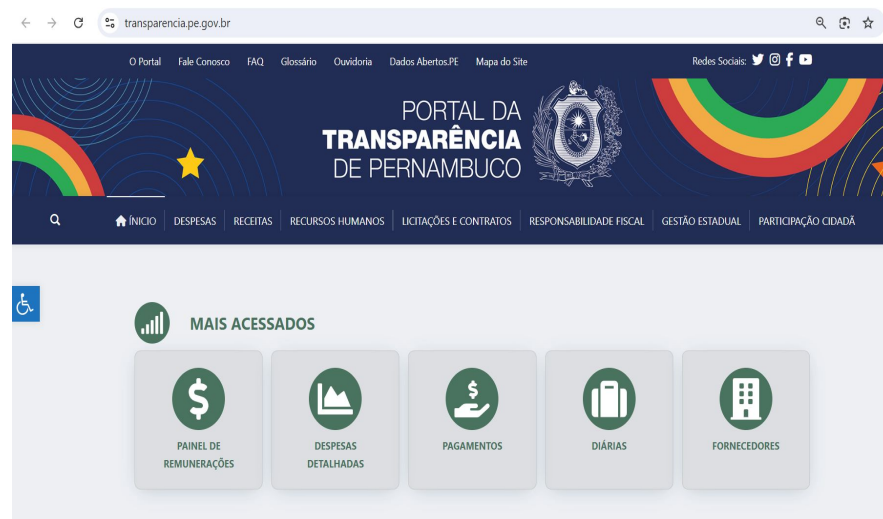 transparencia.pe.gov.br
O Portal Fale Conosco FAQ Glossário Ouvidoria Dados Abertos.PE Mapa do Site Redes Sociais:
PORTAL DA
TRANSPARÊNCIA
DE PERNAMBUCO
ÍNICIO DESPESAS RECEITAS RECURSOS HUMANOS LICITAÇÕES E CONTRATOS RESPONSABILIDADE FISCAL GESTÃO ESTADUAL PARTICIPAÇÃO CIDADÃ
MAIS ACESSADOS
PAINEL DE
REMUNERAÇÕES
DESPESAS
DETALHADAS
PAGAMENTOS
DIÁRIAS
FORNECEDORES